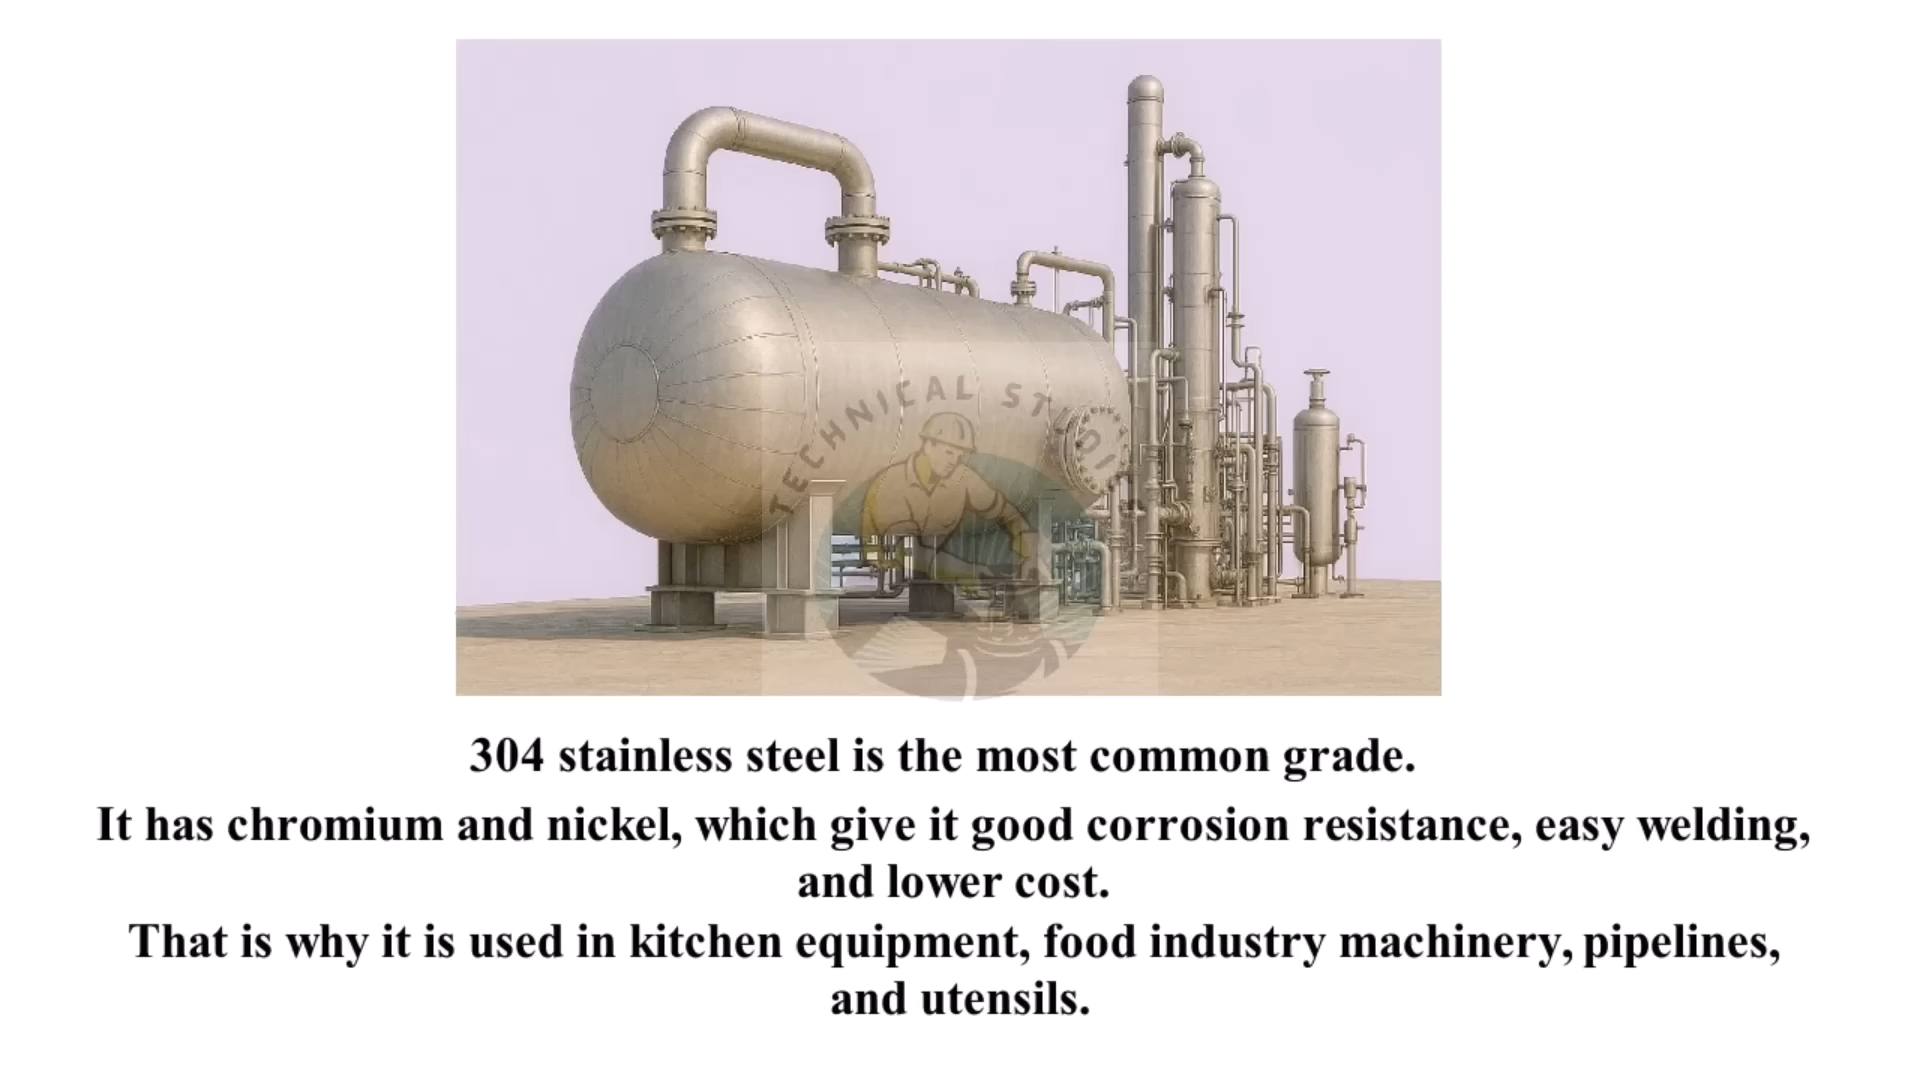 TECHNICAL STUDIES
304 stainless steel is the most common grade.
It has chromium and nickel, which give it good corrosion resistance, easy welding,
and lower cost.
That is why it is used in kitchen equipment, food industry machinery, pipelines,
and utensils.